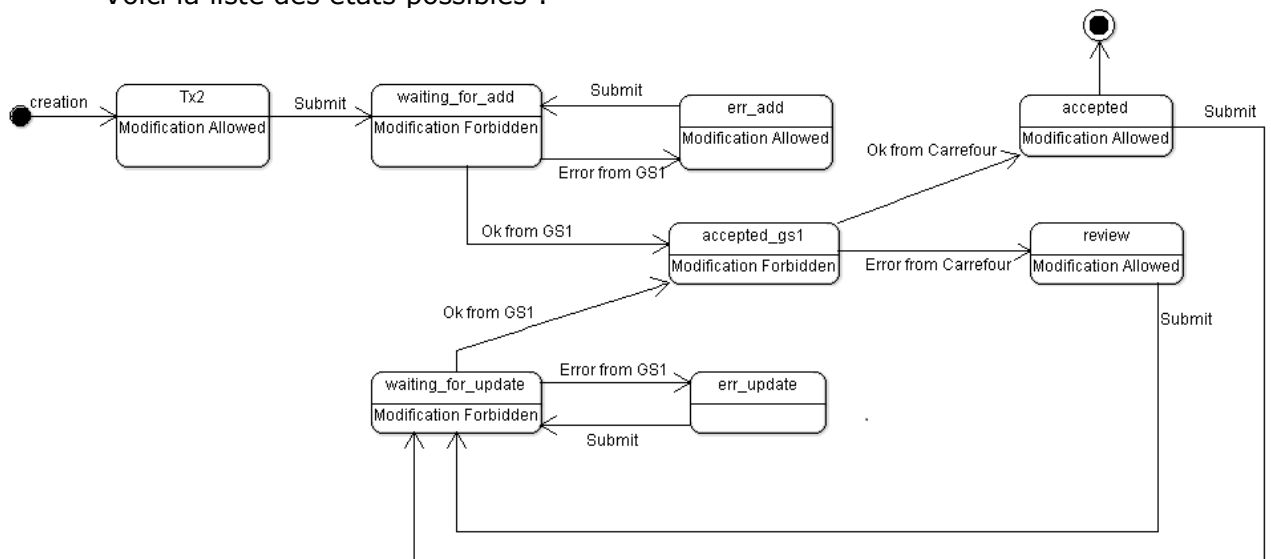 Voici la liste des états possibles :
creation
Tx2
Modification Allowed
Submit
waiting_for_add
Modification Forbidden
Submit
Error from GS1
err_add
Modification Allowed
Ok from Carrefour
accepted
Modification Allowed
Submit
Ok from GS1
accepted_gs1
Modification Forbidden
Error from Carrefour
review
Modification Allowed
Submit
Ok from GS1
waiting_for_update
Modification Forbidden
Error from GS1
Submit
err_update